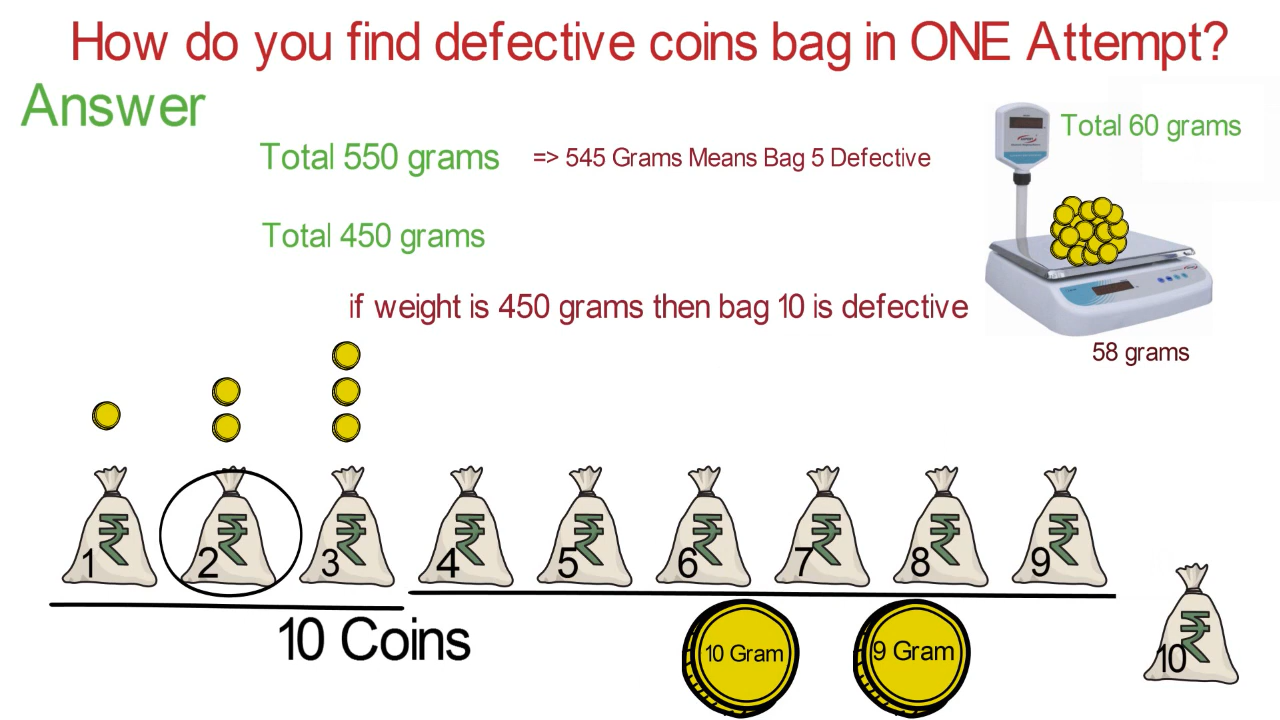 How do you find defective coins bag in ONE Attempt?
Answer
Total 60 grams
Total 550 grams => 545 Grams Means Bag 5 Defective
Total 450 grams
if weight is 450 grams then bag 10 is defective
58 grams
₹ ₹ ₹ ₹ ₹ ₹ ₹ ₹ ₹
1 2 3 4 5 6 7 8 9
10 Coins
10 Gram
9 Gram
₹
10